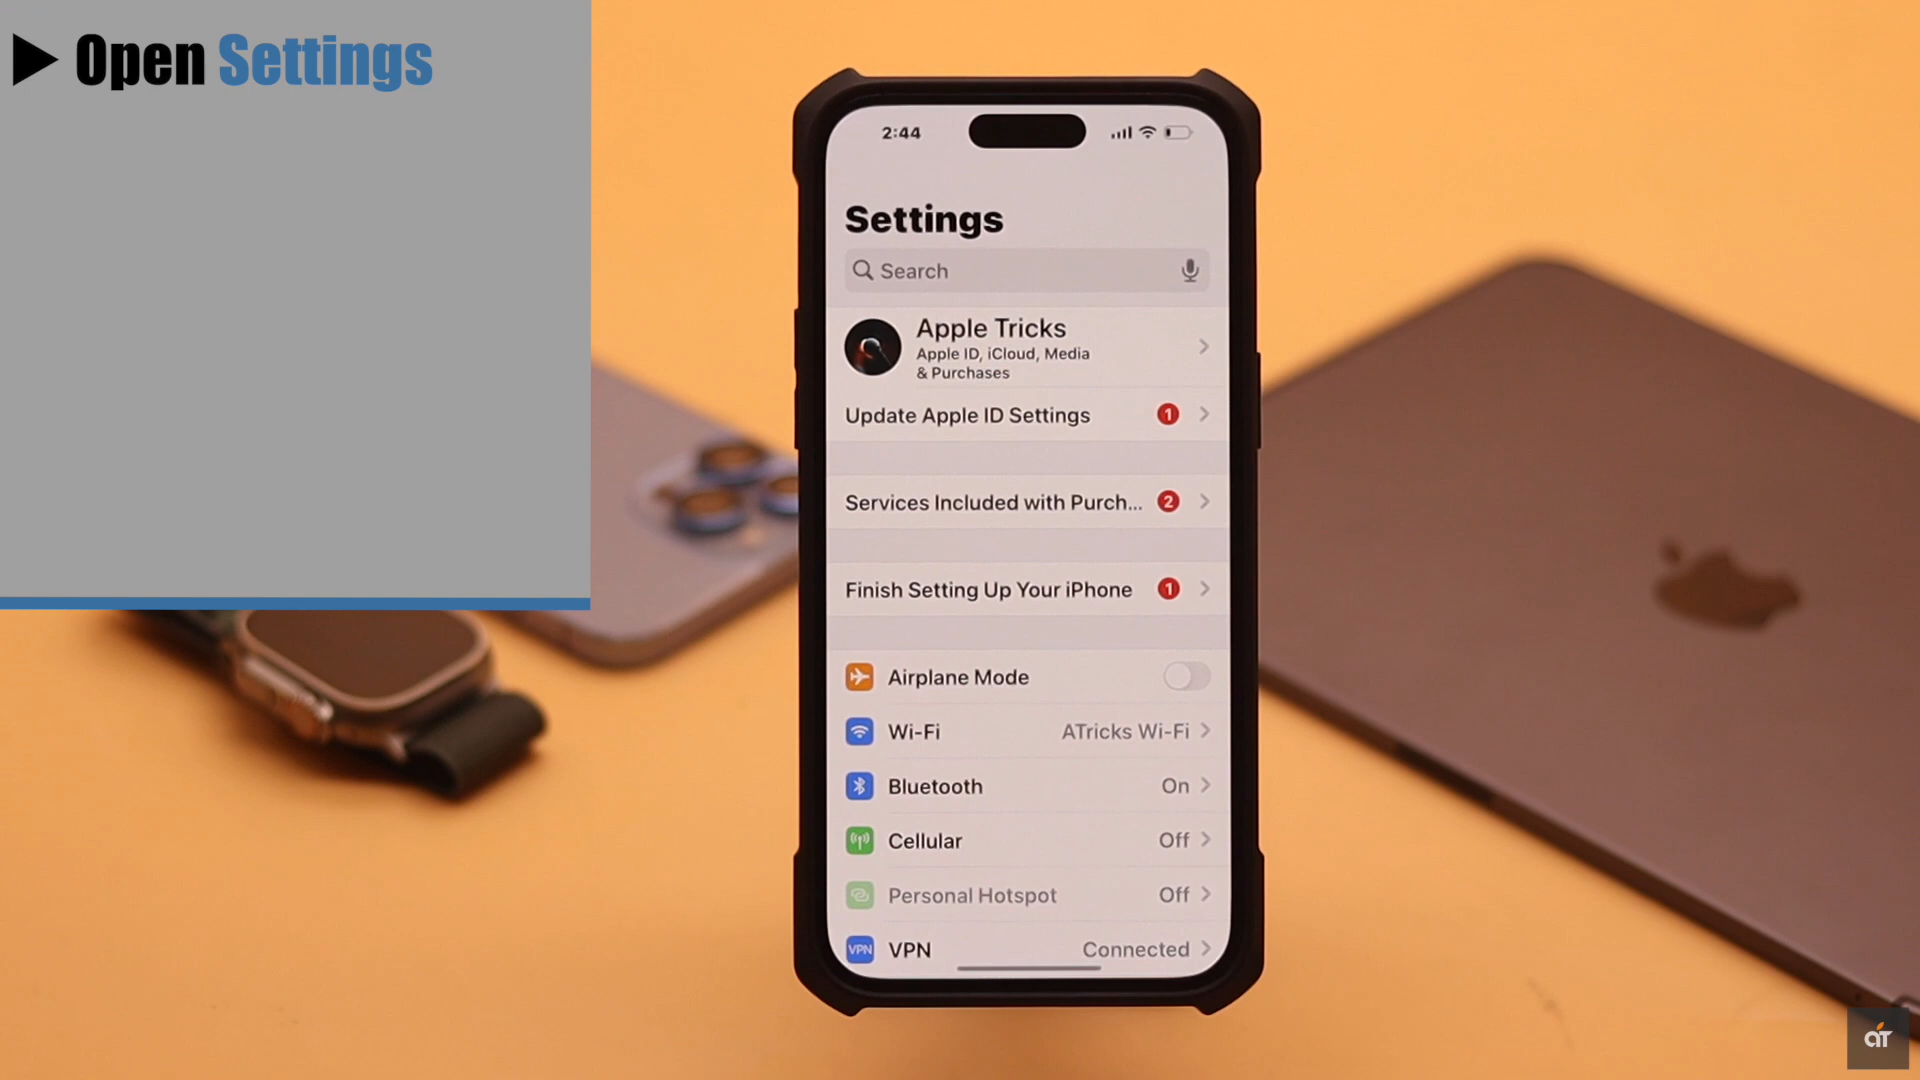 Open Settings
2:44
Settings
Search
Apple Tricks
Apple ID, iCloud, Media
& Purchases
Update Apple ID Settings 1
Services Included with Purch... 2
Finish Setting Up Your iPhone 1
Airplane Mode
Wi-Fi ATricks Wi-Fi
Bluetooth On
Cellular Off
Personal Hotspot Off
VPN VPN Connected
aT